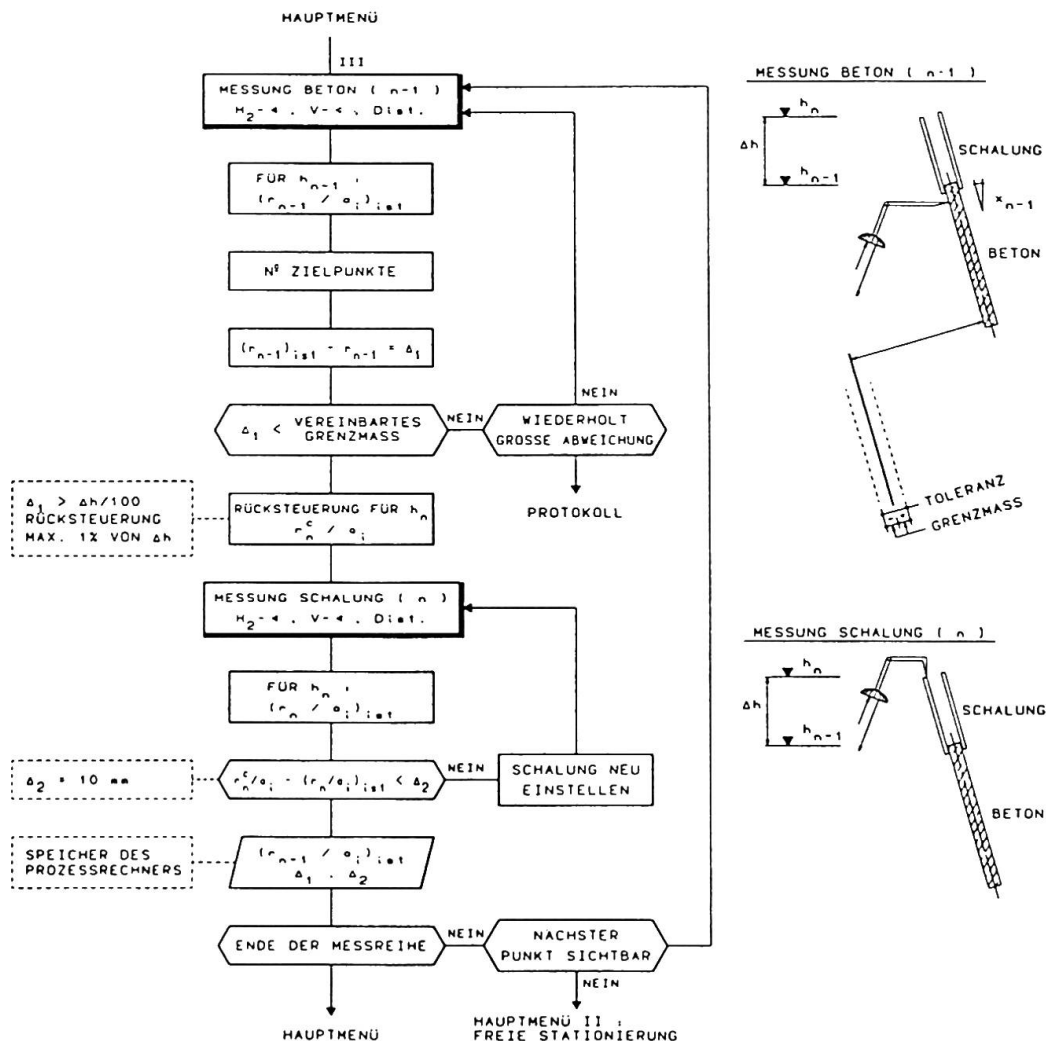 HAUPTMENÜ
III
MESSUNG BETON ( n-1 )
H₂-∢ , V-∢ , Dist.
FÜR hₙ₋₁ :
(rₙ₋₁ / aᵢ)ᵢₛₜ
Nº ZIELPUNKTE
(rₙ₋₁)ᵢₛₜ - rₙ₋₁ = Δ₁
Δ₁ < VEREINBARTES
GRENZMASS
NEIN
WIEDERHOLT
GROSSE ABWEICHUNG
NEIN
PROTOKOLL
Δ₁ > Δh/100
RÜCKSTEUERUNG
MAX. 1% VON Δh
RÜCKSTEUERUNG FÜR hₙ
rₙᶜ / aᵢ
MESSUNG SCHALUNG ( n )
H₂-∢ , V-∢ , Dist.
FÜR hₙ :
(rₙ / aᵢ)ᵢₛₜ
Δ₂ = 10 mm
rₙᶜ/aᵢ - (rₙ/aᵢ)ᵢₛₜ < Δ₂
NEIN
SCHALUNG NEU
EINSTELLEN
SPEICHER DES
PROZESSRECHNERS
(rₙ₋₁ / aᵢ)ᵢₛₜ
Δ₁ , Δ₂
ENDE DER MESSREIHE
NEIN
NACHSTER
PUNKT SICHTBAR
NEIN
HAUPTMENÜ
HAUPTMENÜ II :
FREIE STATIONIERUNG
MESSUNG BETON ( n-1 )
hₙ
Δh
hₙ₋₁
SCHALUNG
xₙ₋₁
BETON
TOLERANZ
GRENZMASS
MESSUNG SCHALUNG ( n )
hₙ
Δh
hₙ₋₁
SCHALUNG
BETON